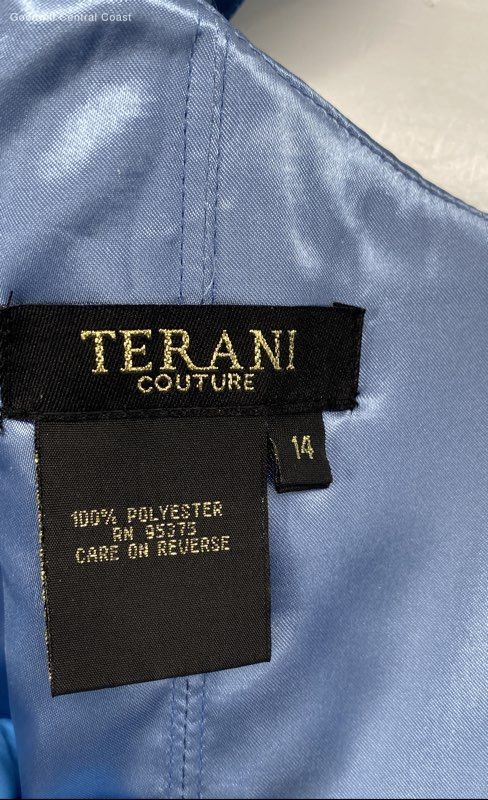 Goodwill Central Coast
TERANI
COUTURE
14
100% POLYESTER
RN 95375
CARE ON REVERSE